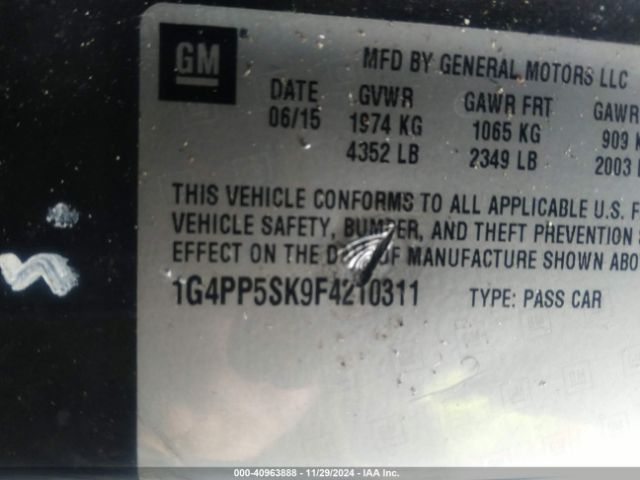 GM
MFD BY GENERAL MOTORS LLC
DATE GVWR GAWR FRT GAWR
06/15 1974 KG 1065 KG 909 K
4352 LB 2349 LB 2003
THIS VEHICLE CONFORMS TO ALL APPLICABLE U.S. F
VEHICLE SAFETY, BUMPER, AND THEFT PREVENTION S
EFFECT ON THE DATE OF MANUFACTURE SHOWN ABO
1G4PP5SK9F4210311 TYPE: PASS CAR
000-40963888 - 11/29/2024 - IAA Inc.